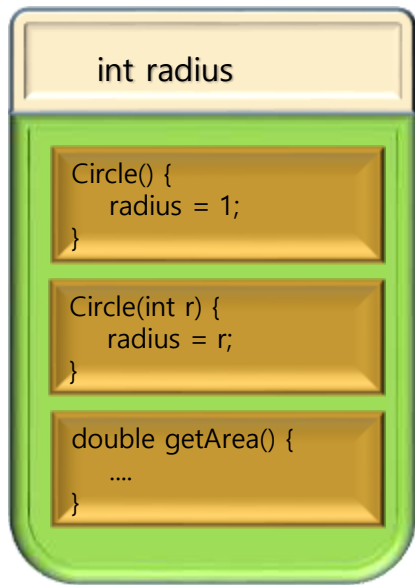 int radius
Circle() {
radius = 1;
}
Circle(int r) {
radius = r;
}
double getArea() {
....
}